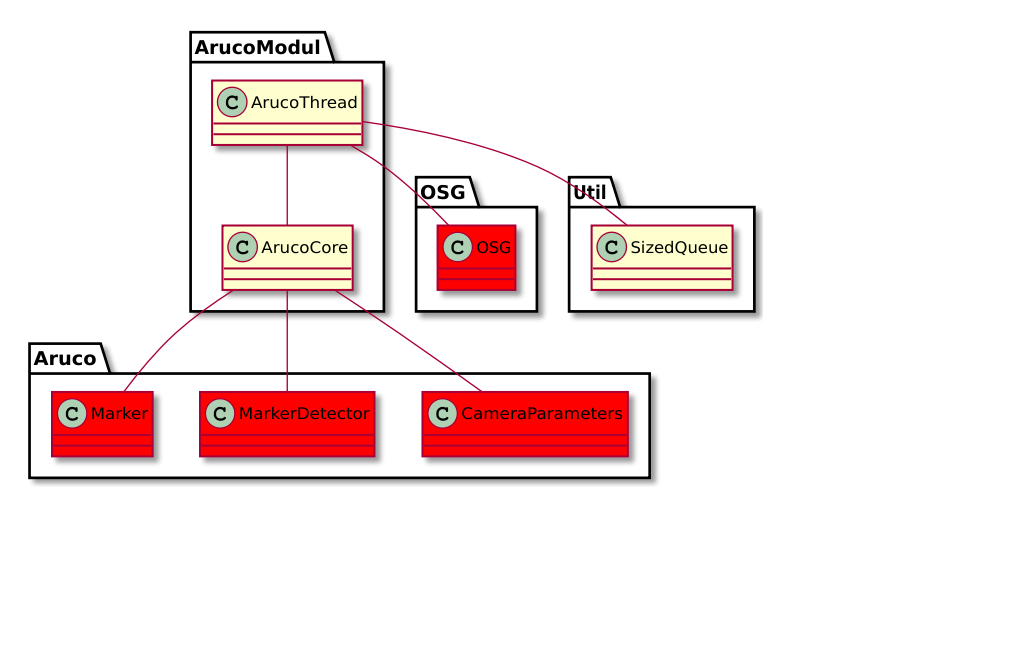 ArucoModul
C ArucoThread
OSG
Util
C ArucoCore
C OSG
C SizedQueue
Aruco
C Marker
C MarkerDetector
C CameraParameters